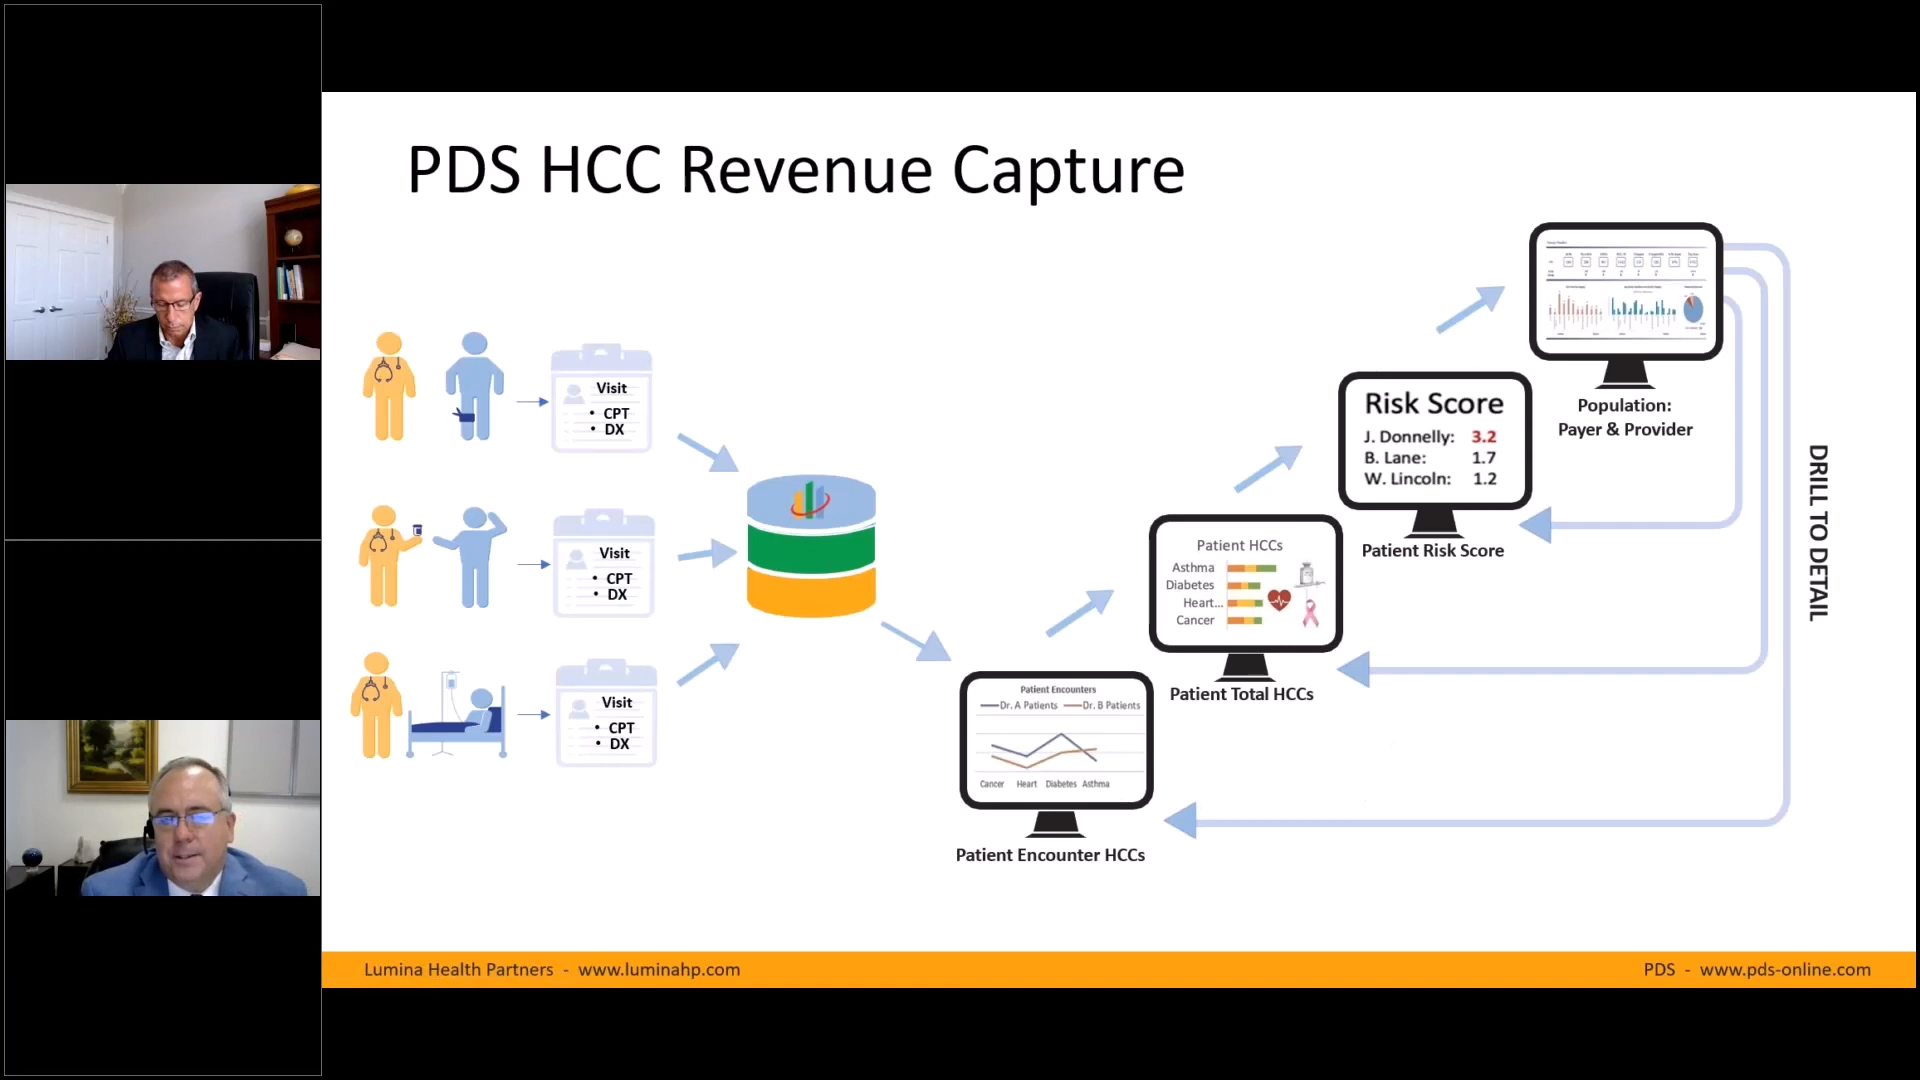 PDS HCC Revenue Capture
Visit
• CPT
• DX
Visit
• CPT
• DX
Visit
• CPT
• DX
Patient Encounters
Dr. A Patients Dr. B Patients
Cancer Heart Diabetes Asthma
Patient Encounter HCCs
Patient HCCs
Asthma
Diabetes
Heart...
Cancer
Patient Total HCCs
Risk Score
J. Donnelly: 3.2
B. Lane: 1.7
W. Lincoln: 1.2
Patient Risk Score
Population:
Payer & Provider
DRILL TO DETAIL
Lumina Health Partners - www.luminahp.com
PDS - www.pds-online.com